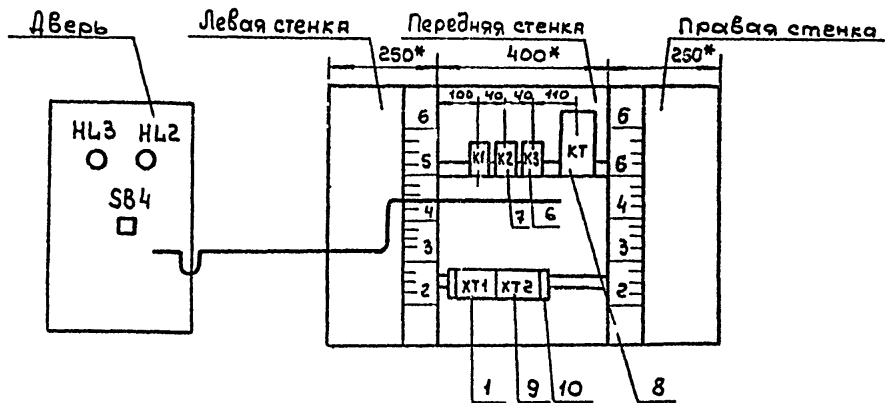 Дверь
Левая стенка
Передняя стенка
Правая стенка
250* 400* 250*
100 40 40 110
HL3 HL2
SB4
6 6
5 K1 K2 K3 KT 6
4 7 6 4
3 3
2 XT1 XT2 2
1 9 10 8